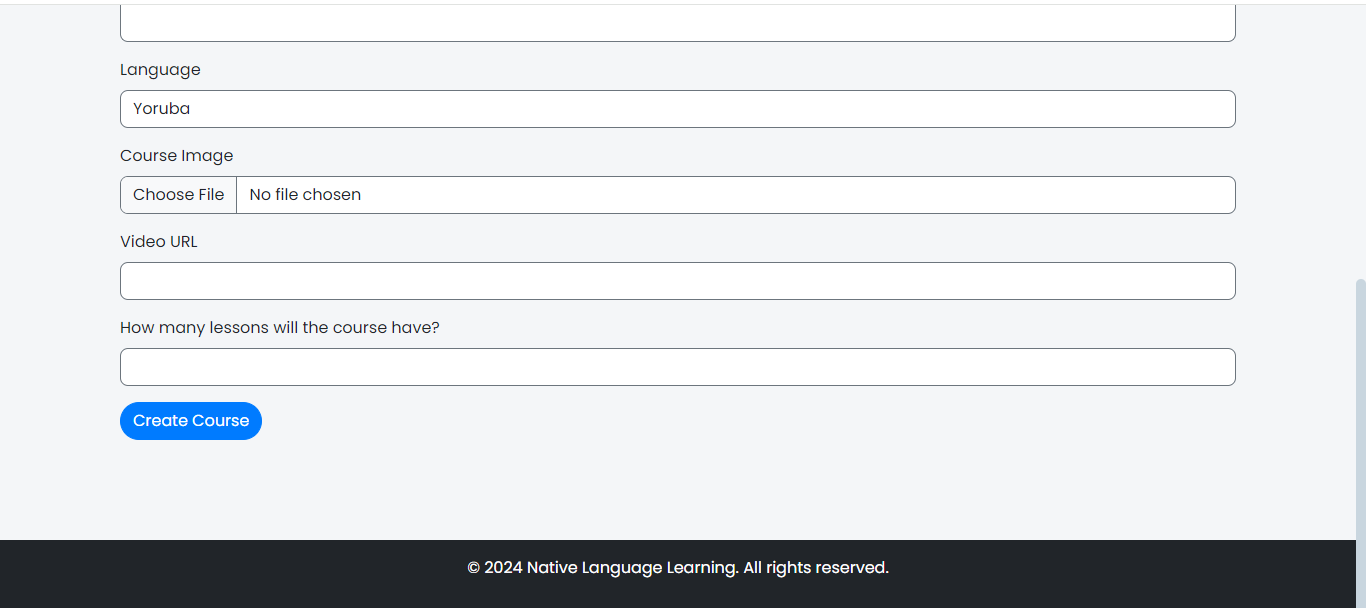 Language
Yoruba
Course Image
Choose File No file chosen
Video URL
How many lessons will the course have?
Create Course
© 2024 Native Language Learning. All rights reserved.